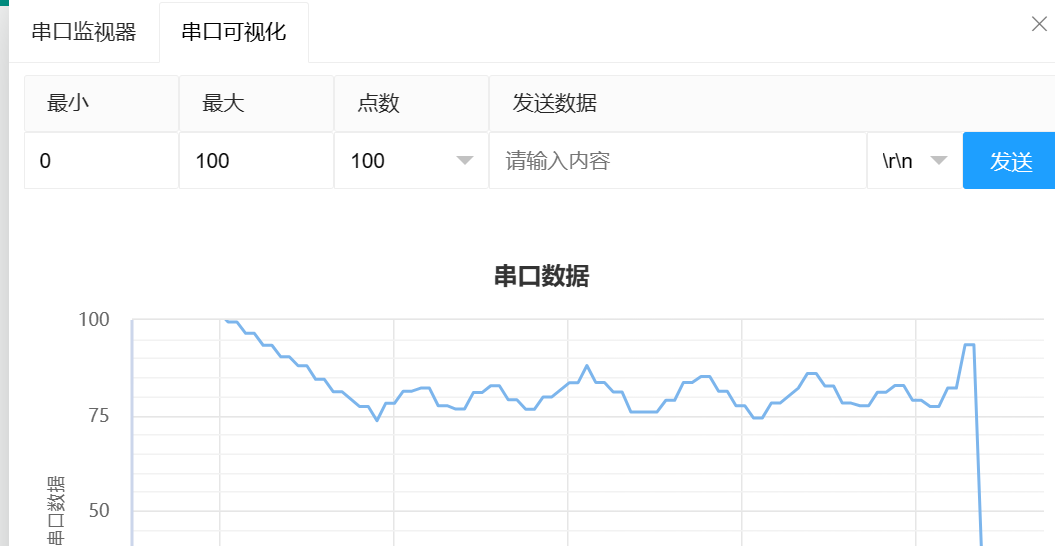 串口监视器
串口可视化
最小
最大
点数
发送数据
0
100
100
请输入内容
\r\n
发送
串口数据
100
75
50
串口数据